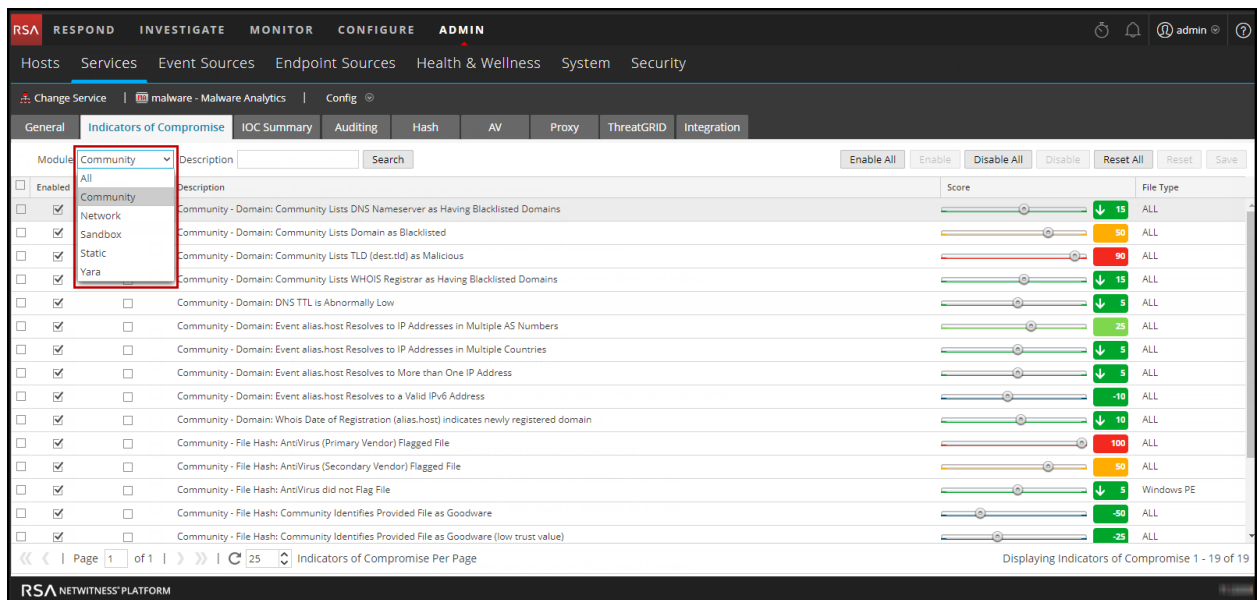 RSA RESPOND INVESTIGATE MONITOR CONFIGURE ADMIN admin ?
Hosts Services Event Sources Endpoint Sources Health & Wellness System Security
Change Service | malware - Malware Analytics | Config
General Indicators of Compromise IOC Summary Auditing Hash AV Proxy ThreatGRID Integration
Module Community Description Search Enable All Enable Disable All Disable Reset All Reset Save
All
Community
Network
Sandbox
Static
Yara
Enabled Description Score File Type
Community - Domain: Community Lists DNS Nameserver as Having Blacklisted Domains 15 ALL
Community - Domain: Community Lists Domain as Blacklisted 50 ALL
Community - Domain: Community Lists TLD (dest.tld) as Malicious 90 ALL
Community - Domain: Community Lists WHOIS Registrar as Having Blacklisted Domains 15 ALL
Community - Domain: DNS TTL is Abnormally Low 5 ALL
Community - Domain: Event alias.host Resolves to IP Addresses in Multiple AS Numbers 25 ALL
Community - Domain: Event alias.host Resolves to IP Addresses in Multiple Countries 5 ALL
Community - Domain: Event alias.host Resolves to More than One IP Address 5 ALL
Community - Domain: Event alias.host Resolves to a Valid IPv6 Address -10 ALL
Community - Domain: Whois Date of Registration (alias.host) indicates newly registered domain 10 ALL
Community - File Hash: AntiVirus (Primary Vendor) Flagged File 100 ALL
Community - File Hash: AntiVirus (Secondary Vendor) Flagged File 50 ALL
Community - File Hash: AntiVirus did not Flag File 5 Windows PE
Community - File Hash: Community Identifies Provided File as Goodware -50 ALL
Community - File Hash: Community Identifies Provided File as Goodware (low trust value) -25 ALL
Page 1 of 1 | 25 Indicators of Compromise Per Page Displaying Indicators of Compromise 1 - 19 of 19
RSA NETWITNESS® PLATFORM